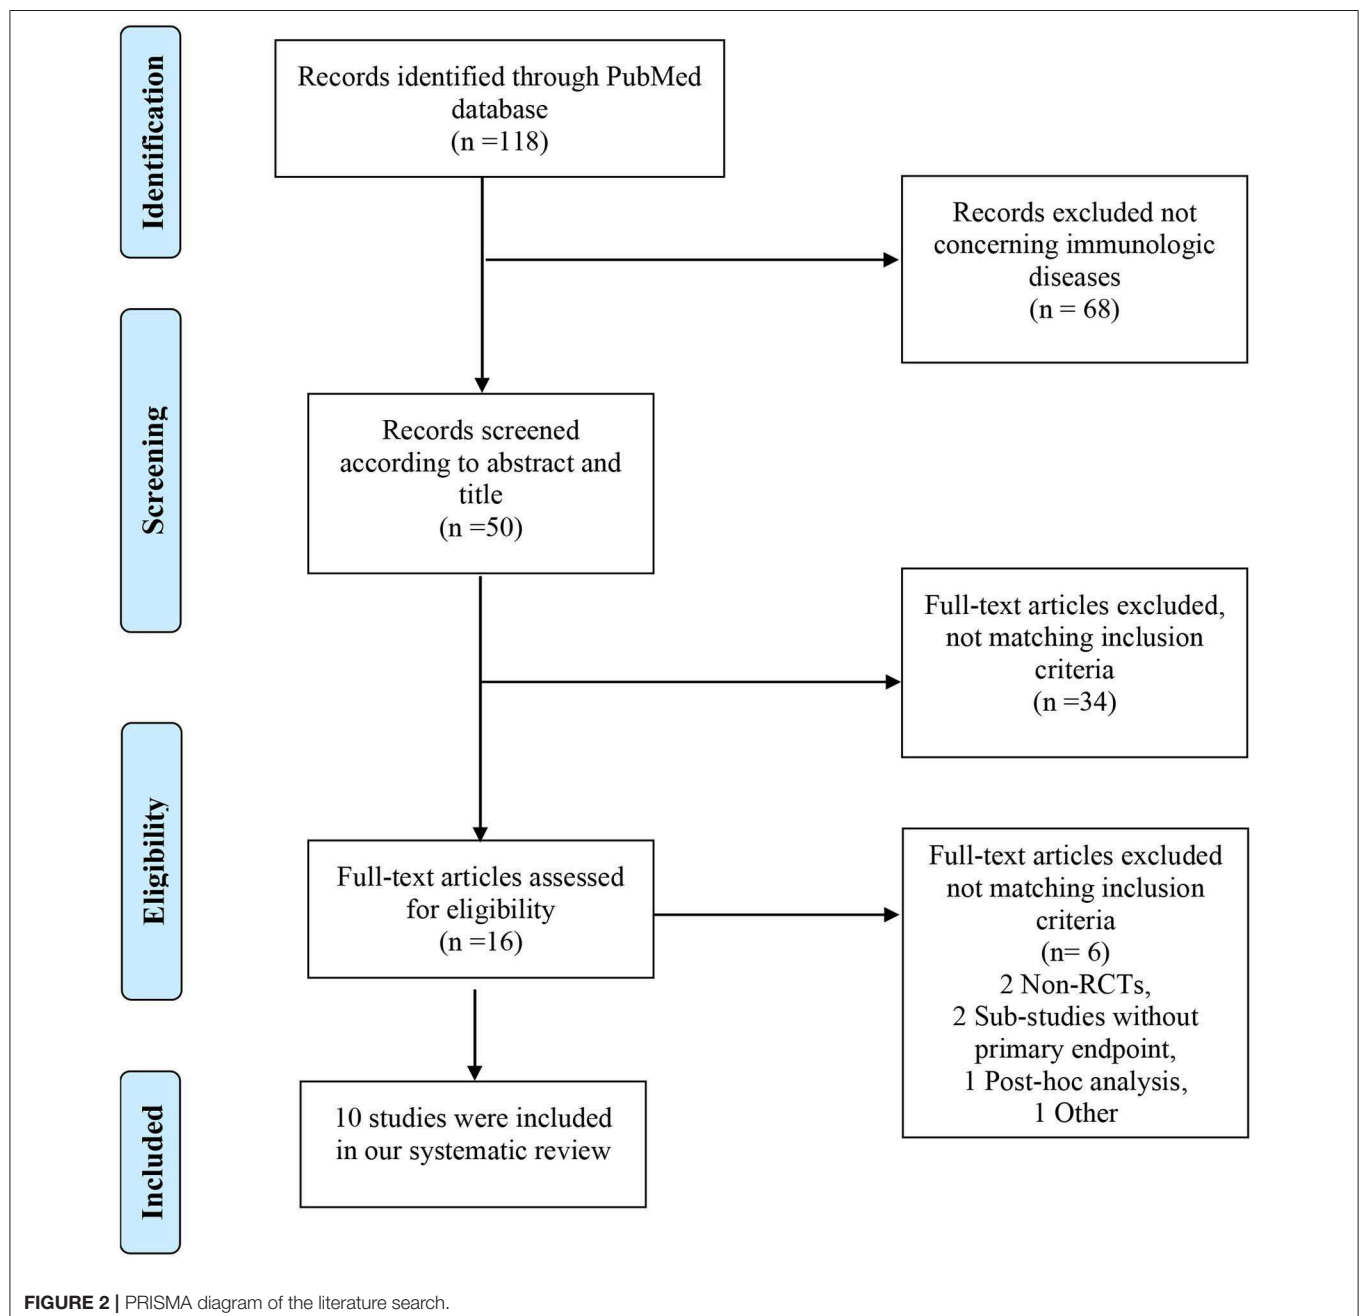 Identification
Records identified through PubMed
database
(n =118)
Records excluded not
concerning immunologic
diseases
(n = 68)
Screening
Records screened
according to abstract and
title
(n =50)
Full-text articles excluded,
not matching inclusion
criteria
(n =34)
Eligibility
Full-text articles assessed
for eligibility
(n =16)
Full-text articles excluded
not matching inclusion
criteria
(n= 6)
2 Non-RCTs,
2 Sub-studies without
primary endpoint,
1 Post-hoc analysis,
1 Other
Included
10 studies were included
in our systematic review
FIGURE 2 | PRISMA diagram of the literature search.